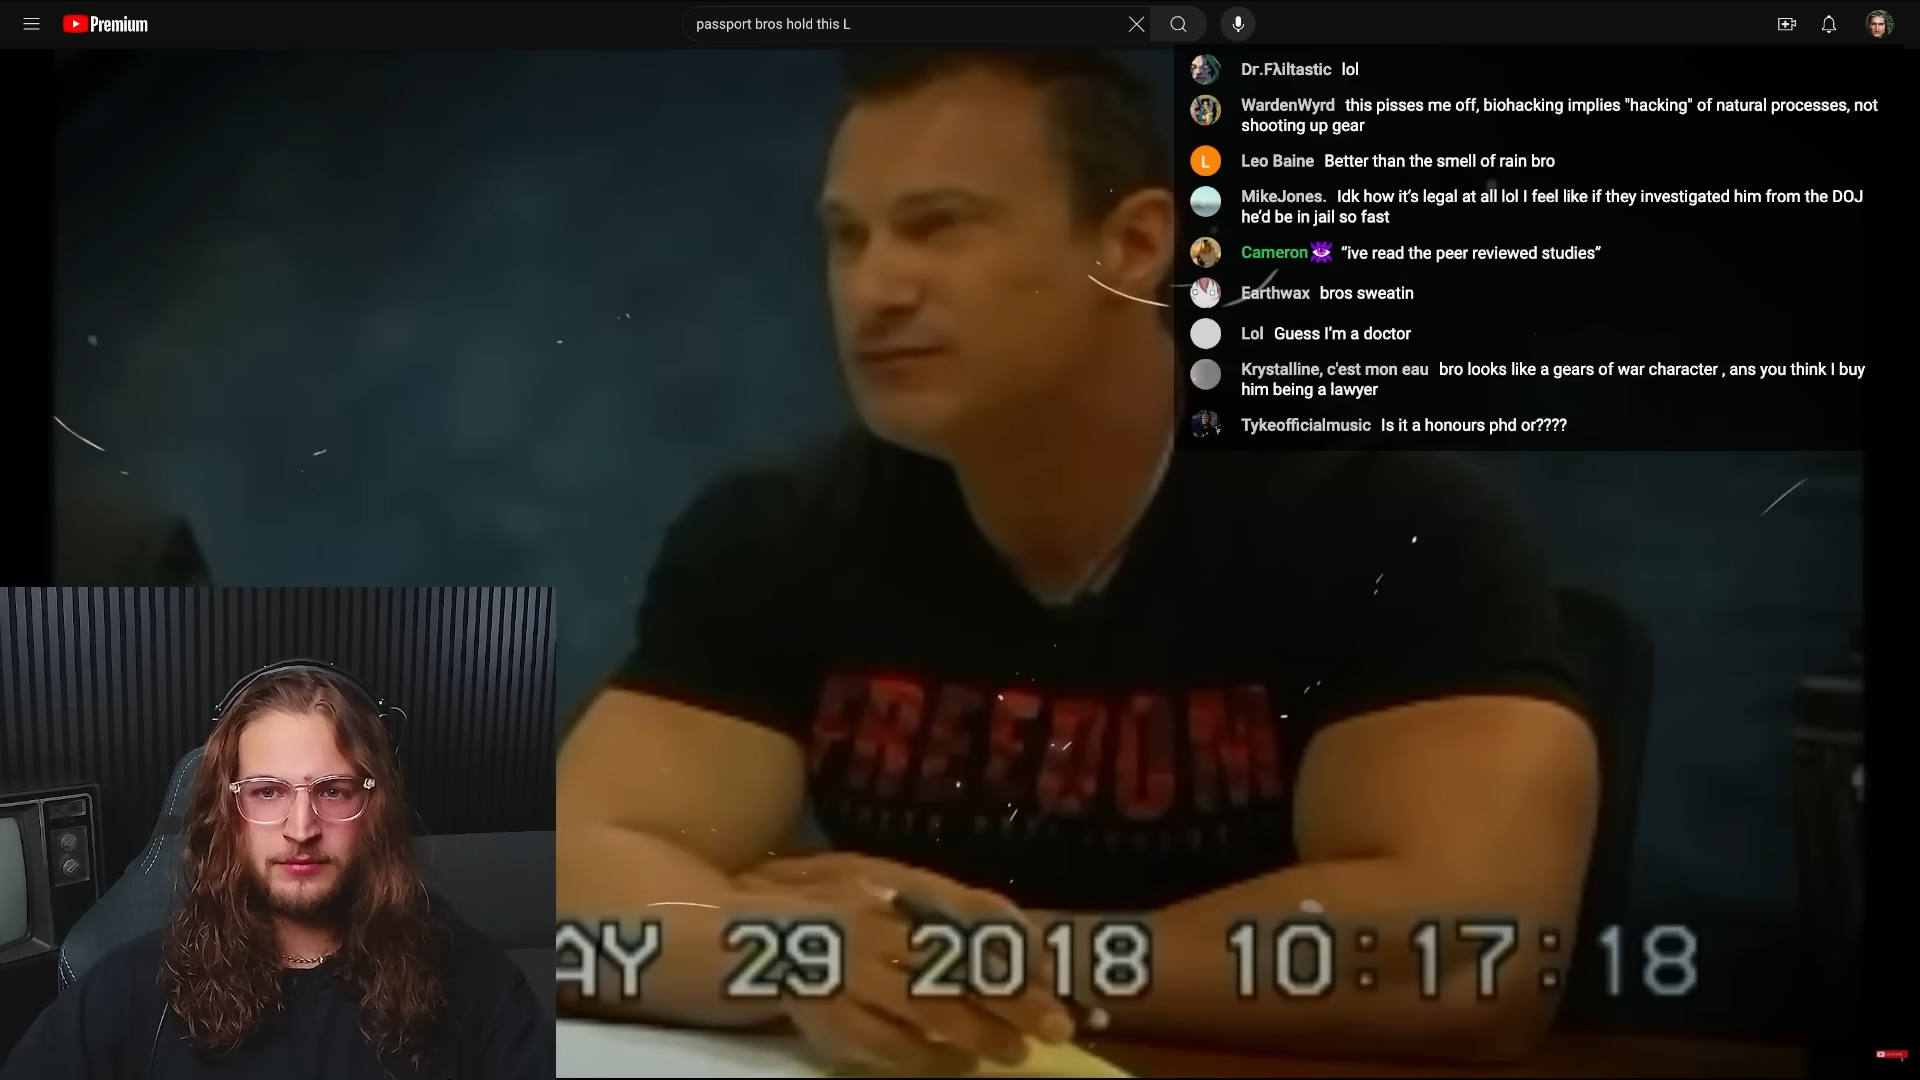 Premium
passport bros hold this L
Dr.Fλiltastic lol
WardenWyrd this pisses me off, biohacking implies "hacking" of natural processes, not
shooting up gear
L Leo Baine Better than the smell of rain bro
MikeJones. Idk how it’s legal at all lol I feel like if they investigated him from the DOJ
he’d be in jail so fast
Cameron “ive read the peer reviewed studies”
Earthwax bros sweatin
Lol Guess I’m a doctor
Krystalline, c'est mon eau bro looks like a gears of war character , ans you think I buy
him being a lawyer
Tykeofficialmusic Is it a honours phd or????
FREEDOM
AY 29 2018 10:17:18